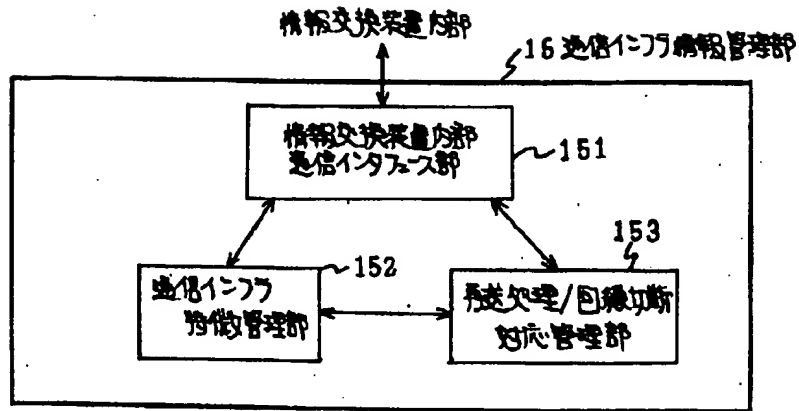 情報交換装置内部
16 通信インフラ情報管理部
情報交換装置内部
通信インタフェース部
151
153
152
通信インフラ
特徴管理部
再送処理/回線切断
対応管理部